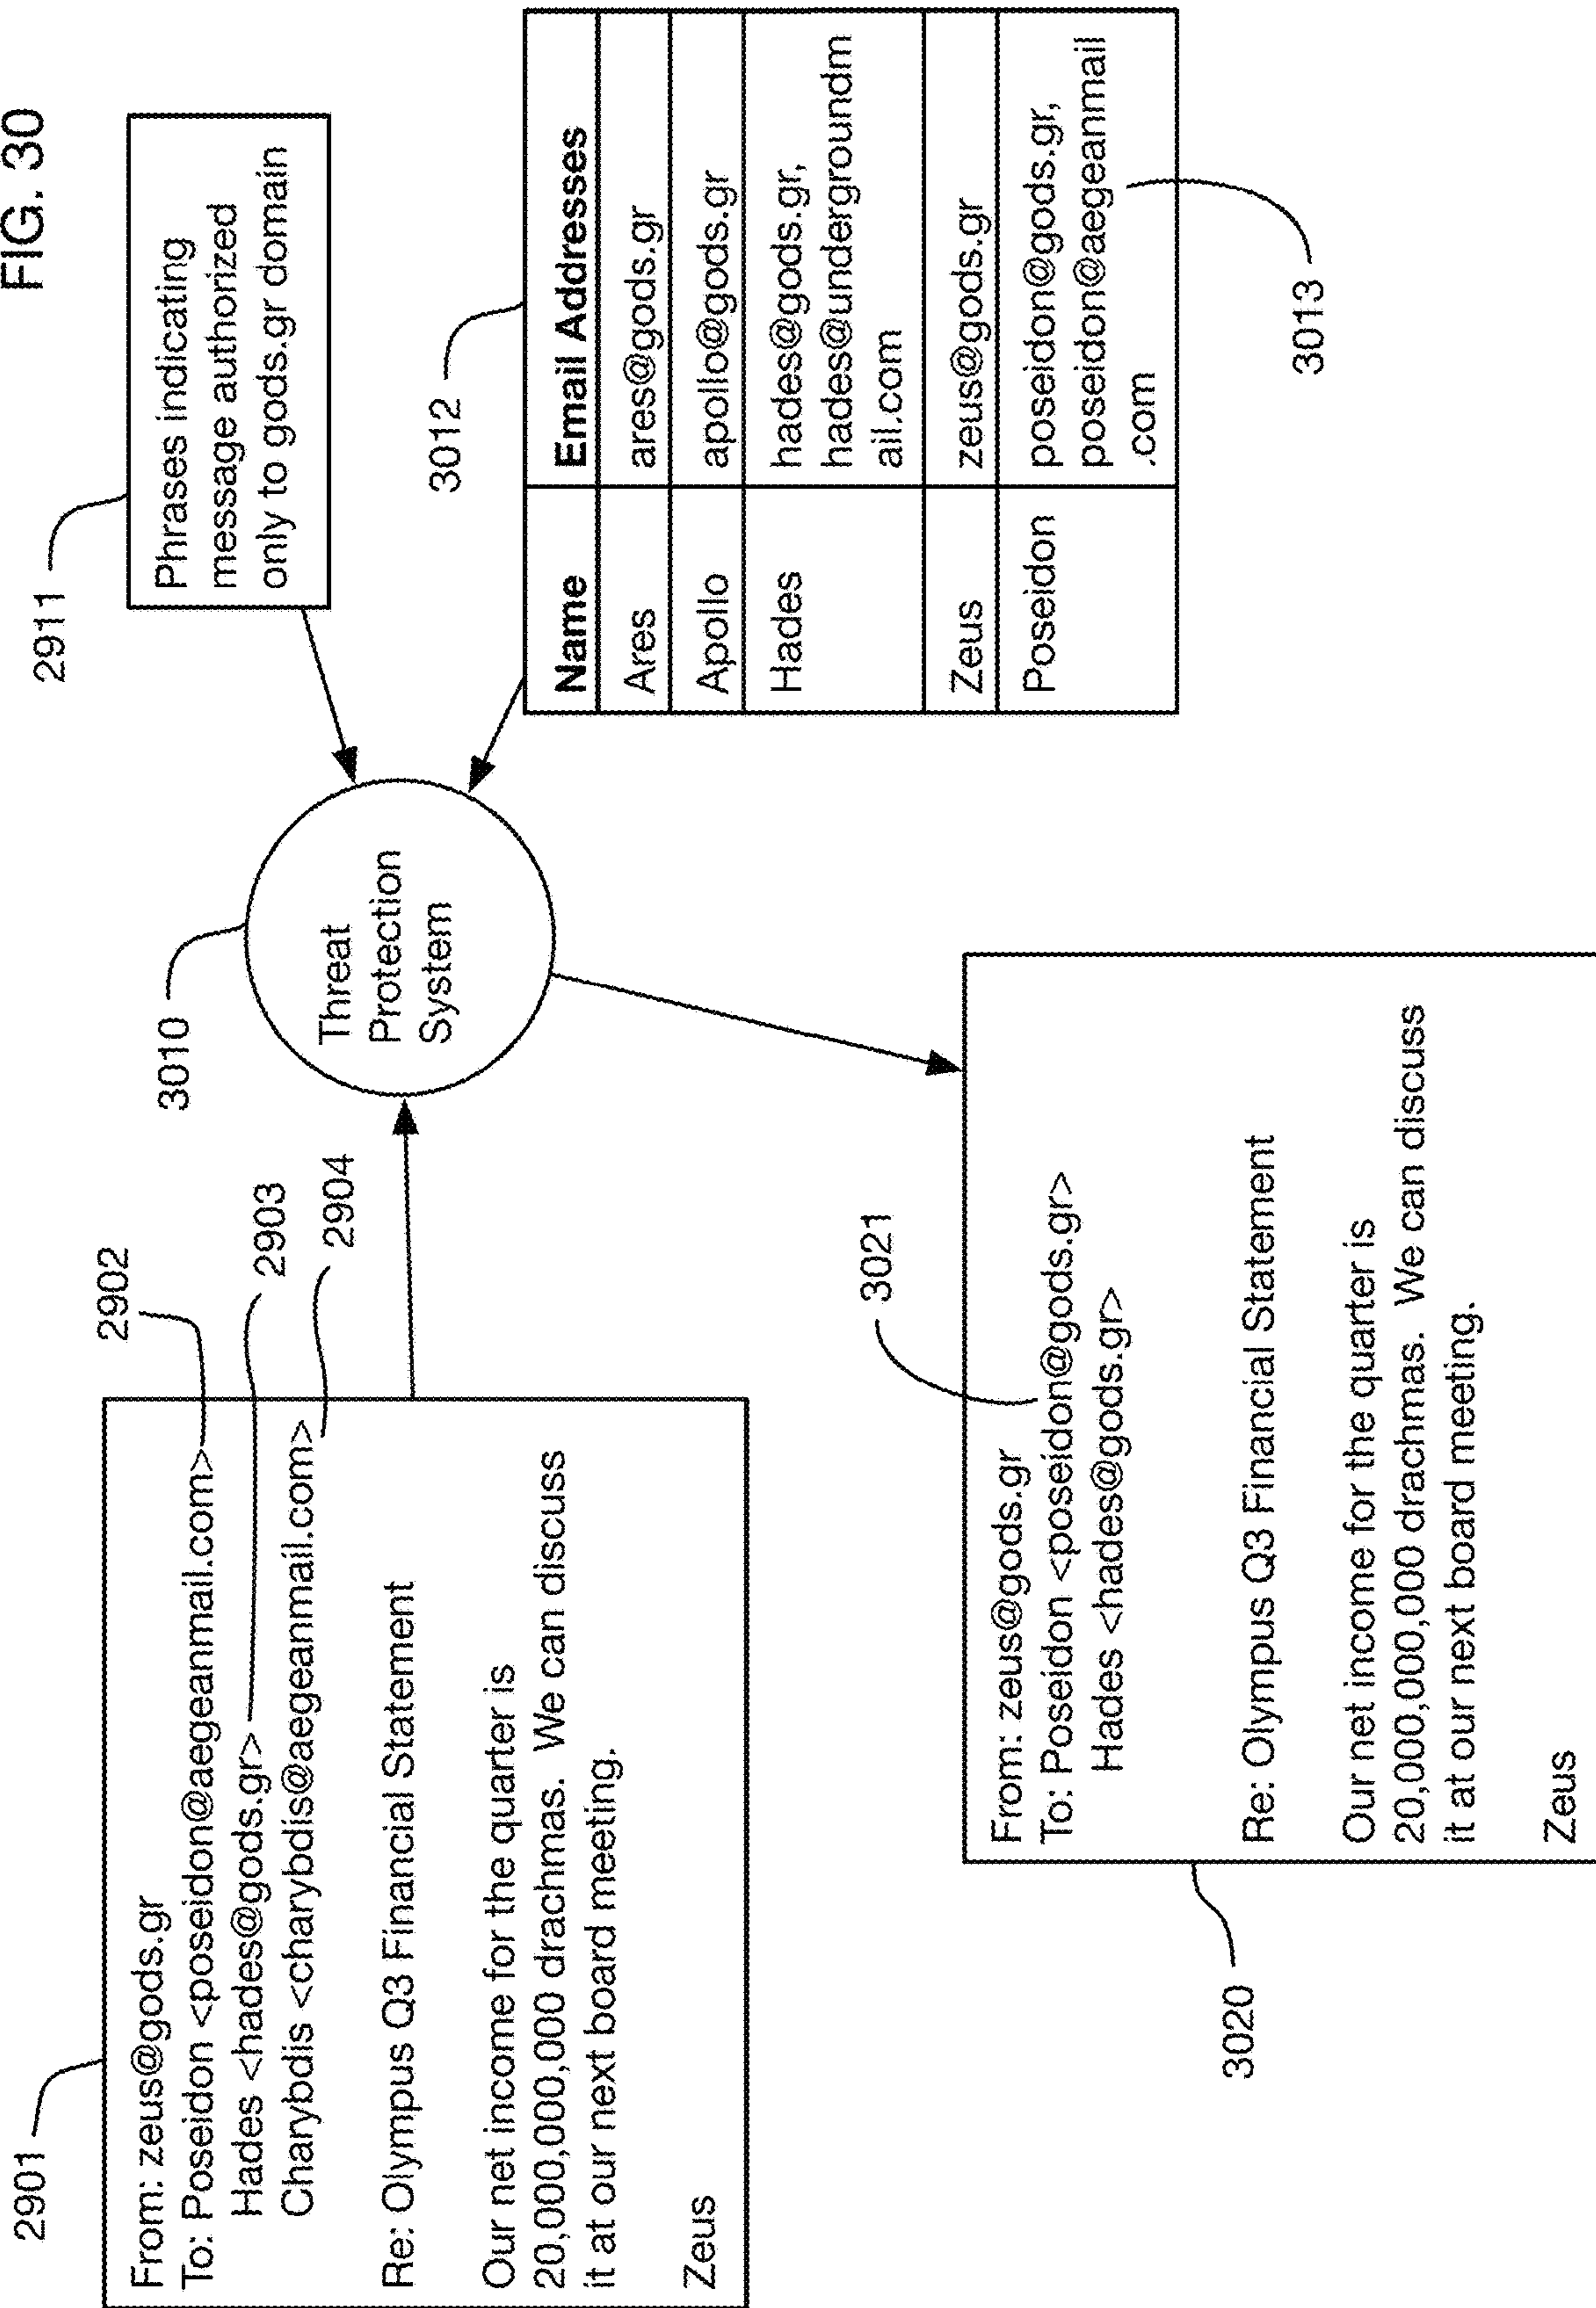 FIG. 30
2901
From: zeus@gods.gr
To: Poseidon <poseidon@aegeanmail.com>
Hades <hades@gods.gr>
Charybdis <charybdis@aegeanmail.com>
Re: Olympus Q3 Financial Statement
Our net income for the quarter is
20,000,000,000 drachmas. We can discuss
it at our next board meeting.
Zeus
2902
2903
2904
3010
Threat
Protection
System
2911
Phrases indicating
message authorized
only to gods.gr domain
3012
Name Email Addresses
Ares ares@gods.gr
Apollo apollo@gods.gr
Hades hades@gods.gr,
hades@undergroundm
ail.com
Zeus zeus@gods.gr
Poseidon poseidon@gods.gr,
poseidon@aegeanmail
.com
3013
3020
3021
From: zeus@gods.gr
To: Poseidon <poseidon@gods.gr>
Hades <hades@gods.gr>
Re: Olympus Q3 Financial Statement
Our net income for the quarter is
20,000,000,000 drachmas. We can discuss
it at our next board meeting.
Zeus